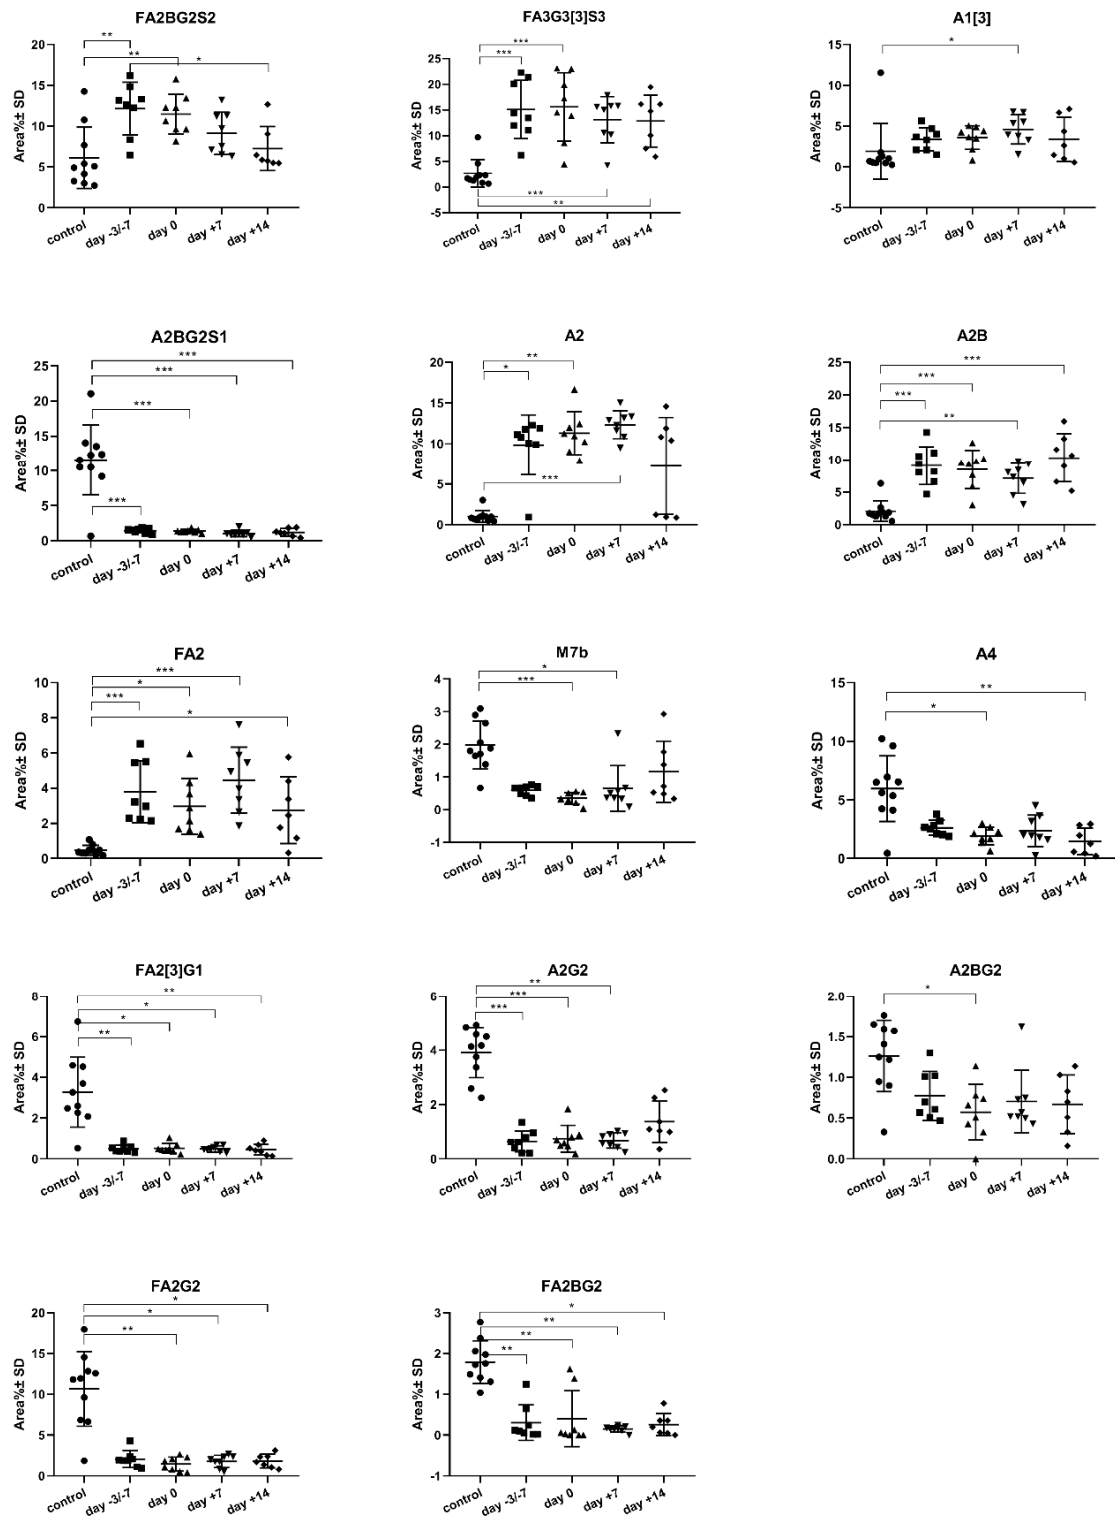 FA2BG2S2
Area%± SD
20
15
10
5
0
**
**
*
control day -3/-7 day 0 day +7 day +14
FA3G3[3]S3
Area%± SD
25
20
15
10
5
0
-5
***
***
***
**
control day -3/-7 day 0 day +7 day +14
A1[3]
Area%± SD
15
10
5
0
-5
*
control day -3/-7 day 0 day +7 day +14
A2BG2S1
Area%± SD
25
20
15
10
5
0
***
***
***
***
control day -3/-7 day 0 day +7 day +14
A2
Area%± SD
20
15
10
5
0
**
*
***
control day -3/-7 day 0 day +7 day +14
A2B
Area%± SD
25
20
15
10
5
0
***
***
***
**
control day -3/-7 day 0 day +7 day +14
FA2
Area%± SD
10
8
6
4
2
0
***
*
***
*
control day -3/-7 day 0 day +7 day +14
M7b
Area%± SD
4
3
2
1
0
-1
*
***
control day -3/-7 day 0 day +7 day +14
A4
Area%± SD
15
10
5
0
**
*
control day -3/-7 day 0 day +7 day +14
FA2[3]G1
Area%± SD
8
6
4
2
0
**
*
*
**
control day -3/-7 day 0 day +7 day +14
A2G2
Area%± SD
6
4
2
0
**
***
***
control day -3/-7 day 0 day +7 day +14
A2BG2
Area%± SD
2.0
1.5
1.0
0.5
0.0
*
control day -3/-7 day 0 day +7 day +14
FA2G2
Area%± SD
20
15
10
5
0
*
*
**
control day -3/-7 day 0 day +7 day +14
FA2BG2
Area%± SD
3
2
1
0
-1
*
**
**
**
control day -3/-7 day 0 day +7 day +14